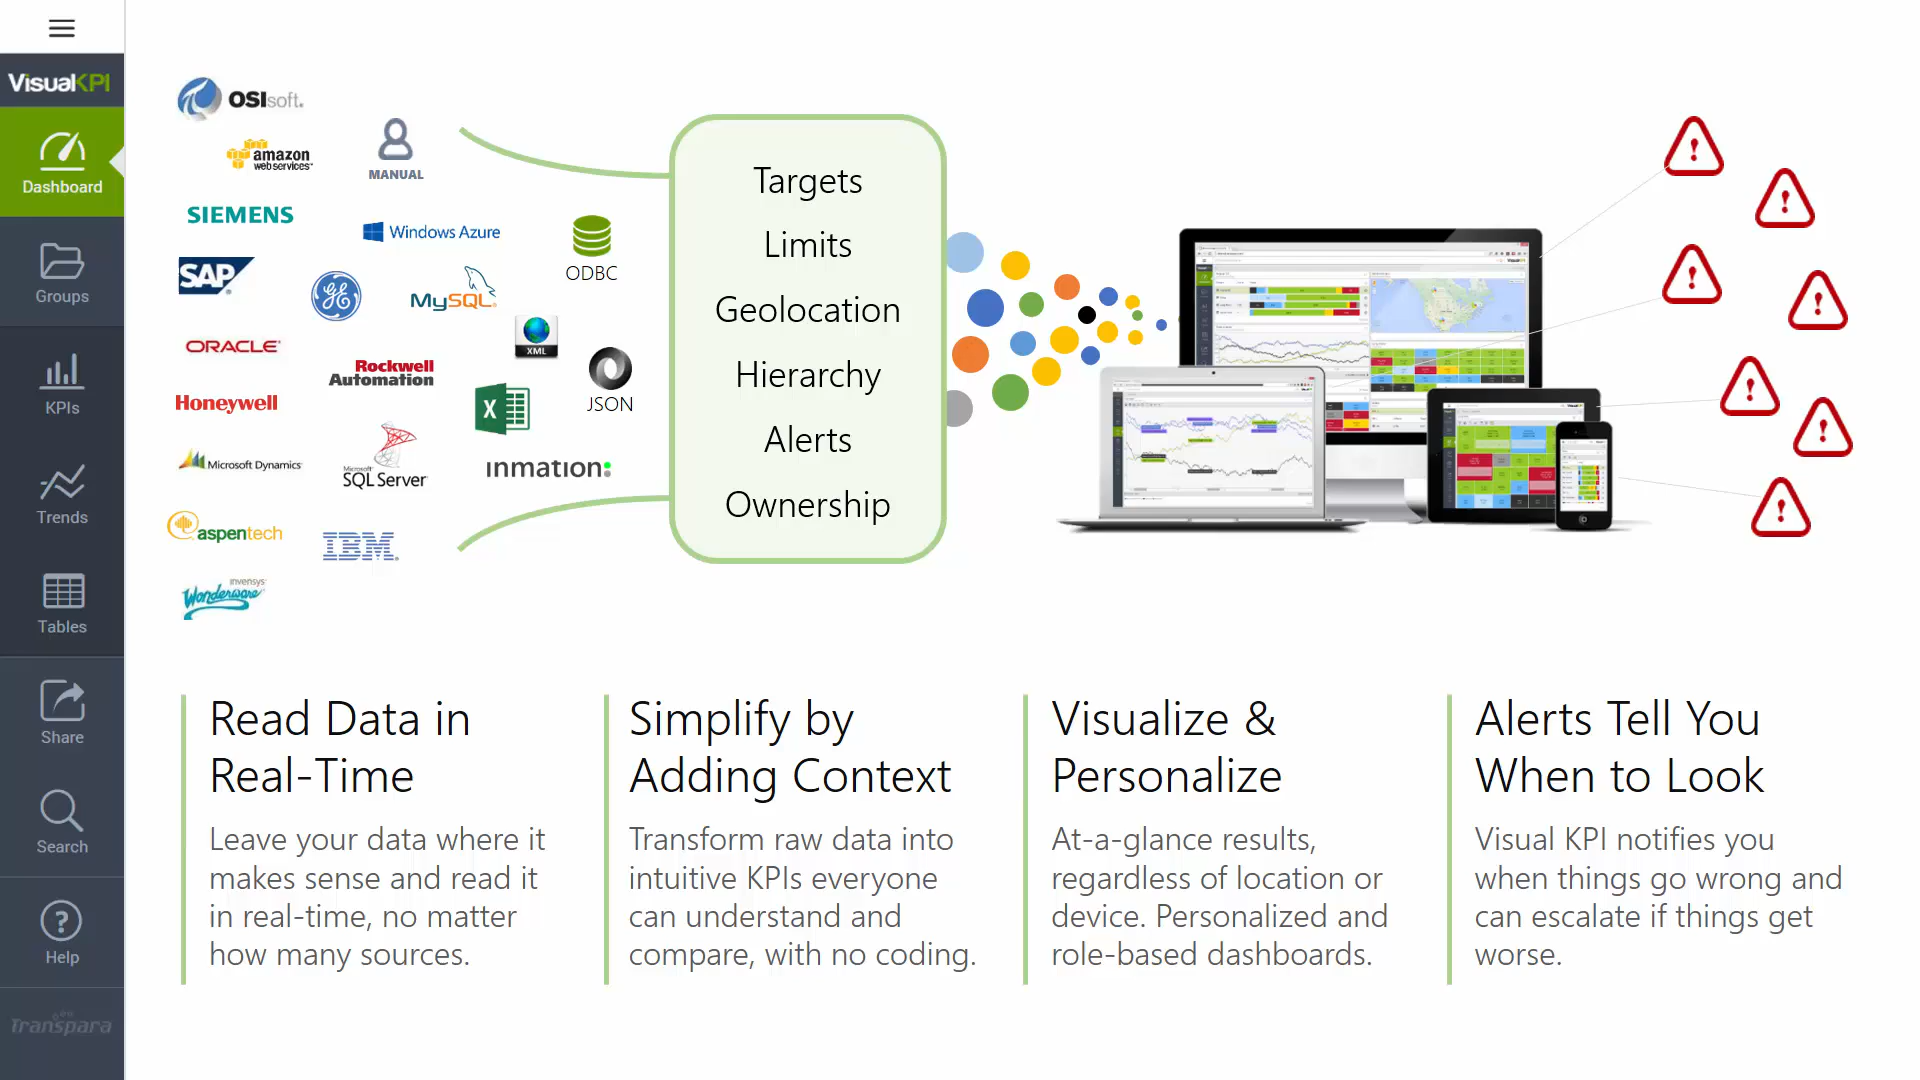 VisualKPI
Dashboard
Groups
KPIs
Trends
Tables
Share
Search
Help
Transpara
OSIsoft.
amazon
webservices™
MANUAL
SIEMENS
Windows Azure
ODBC
SAP
MySQL
XML
ORACLE
Rockwell
Automation
JSON
Honeywell
Microsoft Dynamics
Microsoft
SQL Server
inmation:
aspentech
IBM
invensys
Wonderware
Targets
Limits
Geolocation
Hierarchy
Alerts
Ownership
Read Data in
Real-Time
Leave your data where it
makes sense and read it
in real-time, no matter
how many sources.
Simplify by
Adding Context
Transform raw data into
intuitive KPIs everyone
can understand and
compare, with no coding.
Visualize &
Personalize
At-a-glance results,
regardless of location or
device. Personalized and
role-based dashboards.
Alerts Tell You
When to Look
Visual KPI notifies you
when things go wrong and
can escalate if things get
worse.